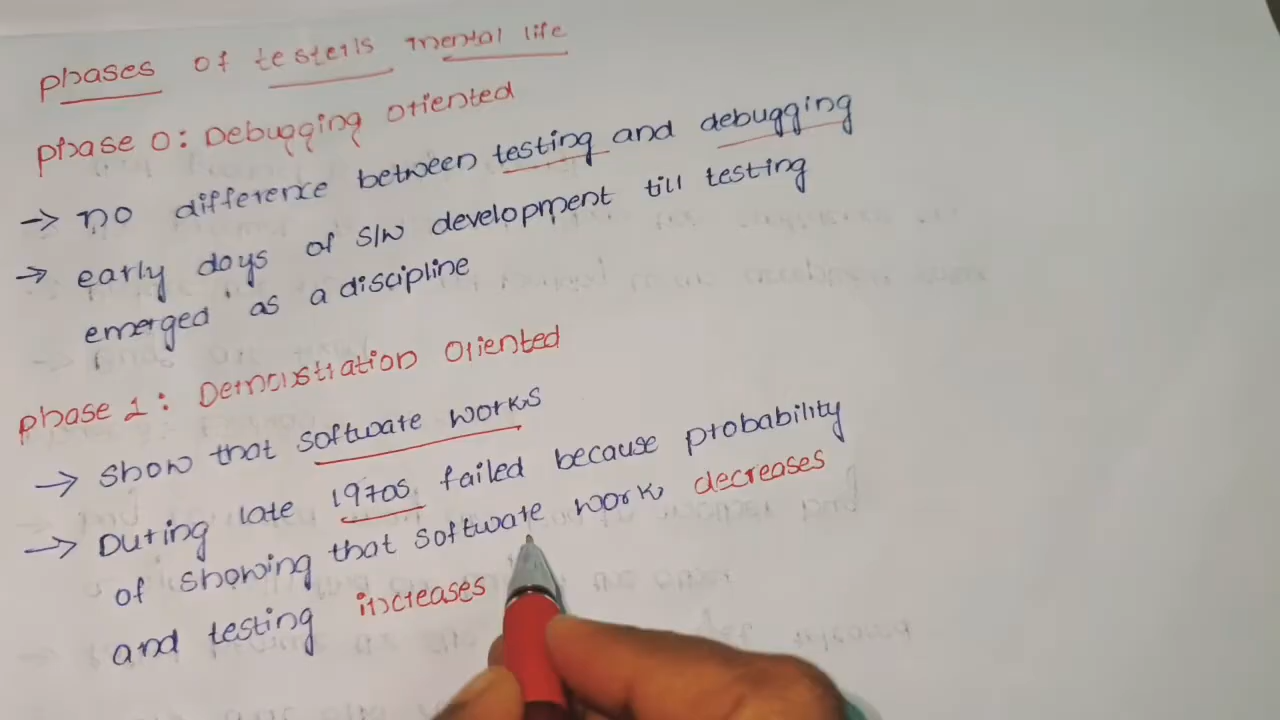 phases of tester's mental life
phase 0: Debugging oriented
→ no difference between testing and debugging
→ early days of S/W development till testing
emerged as a discipline
phase 1: Demonstration oriented
→ show that software works
→ During late 1970s failed because probability
of showing that software work decreases
and testing increases